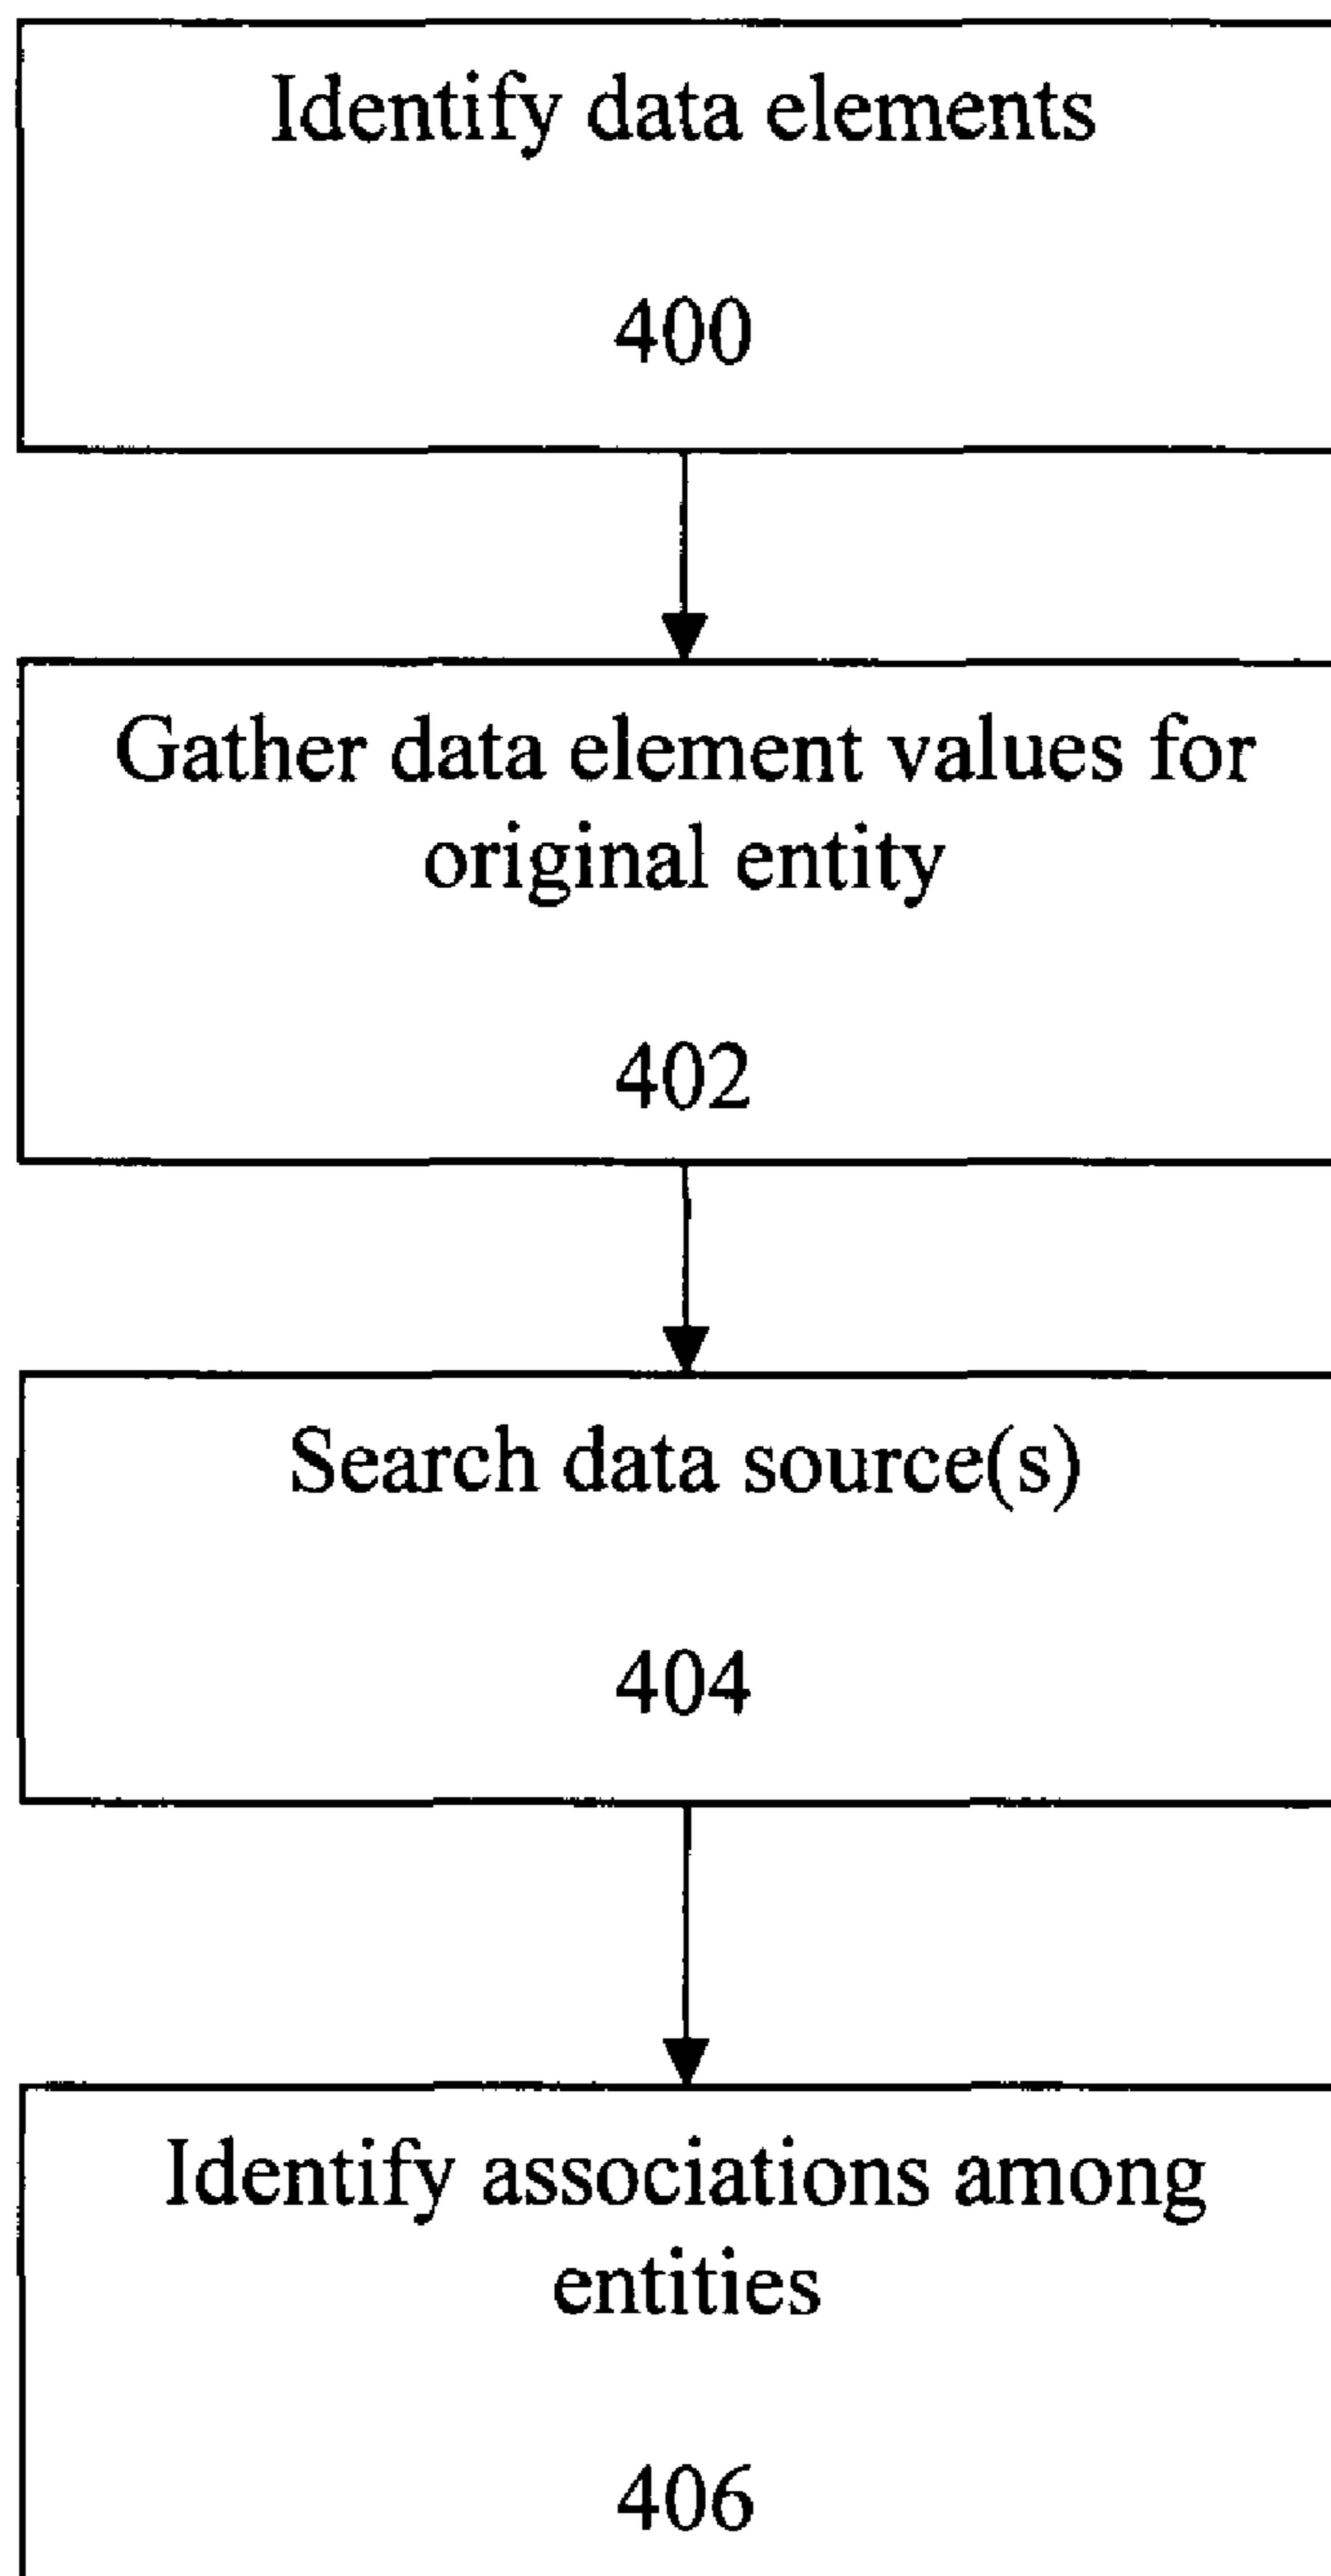 Identify data elements
400
Gather data element values for
original entity
402
Search data source(s)
404
Identify associations among
entities
406